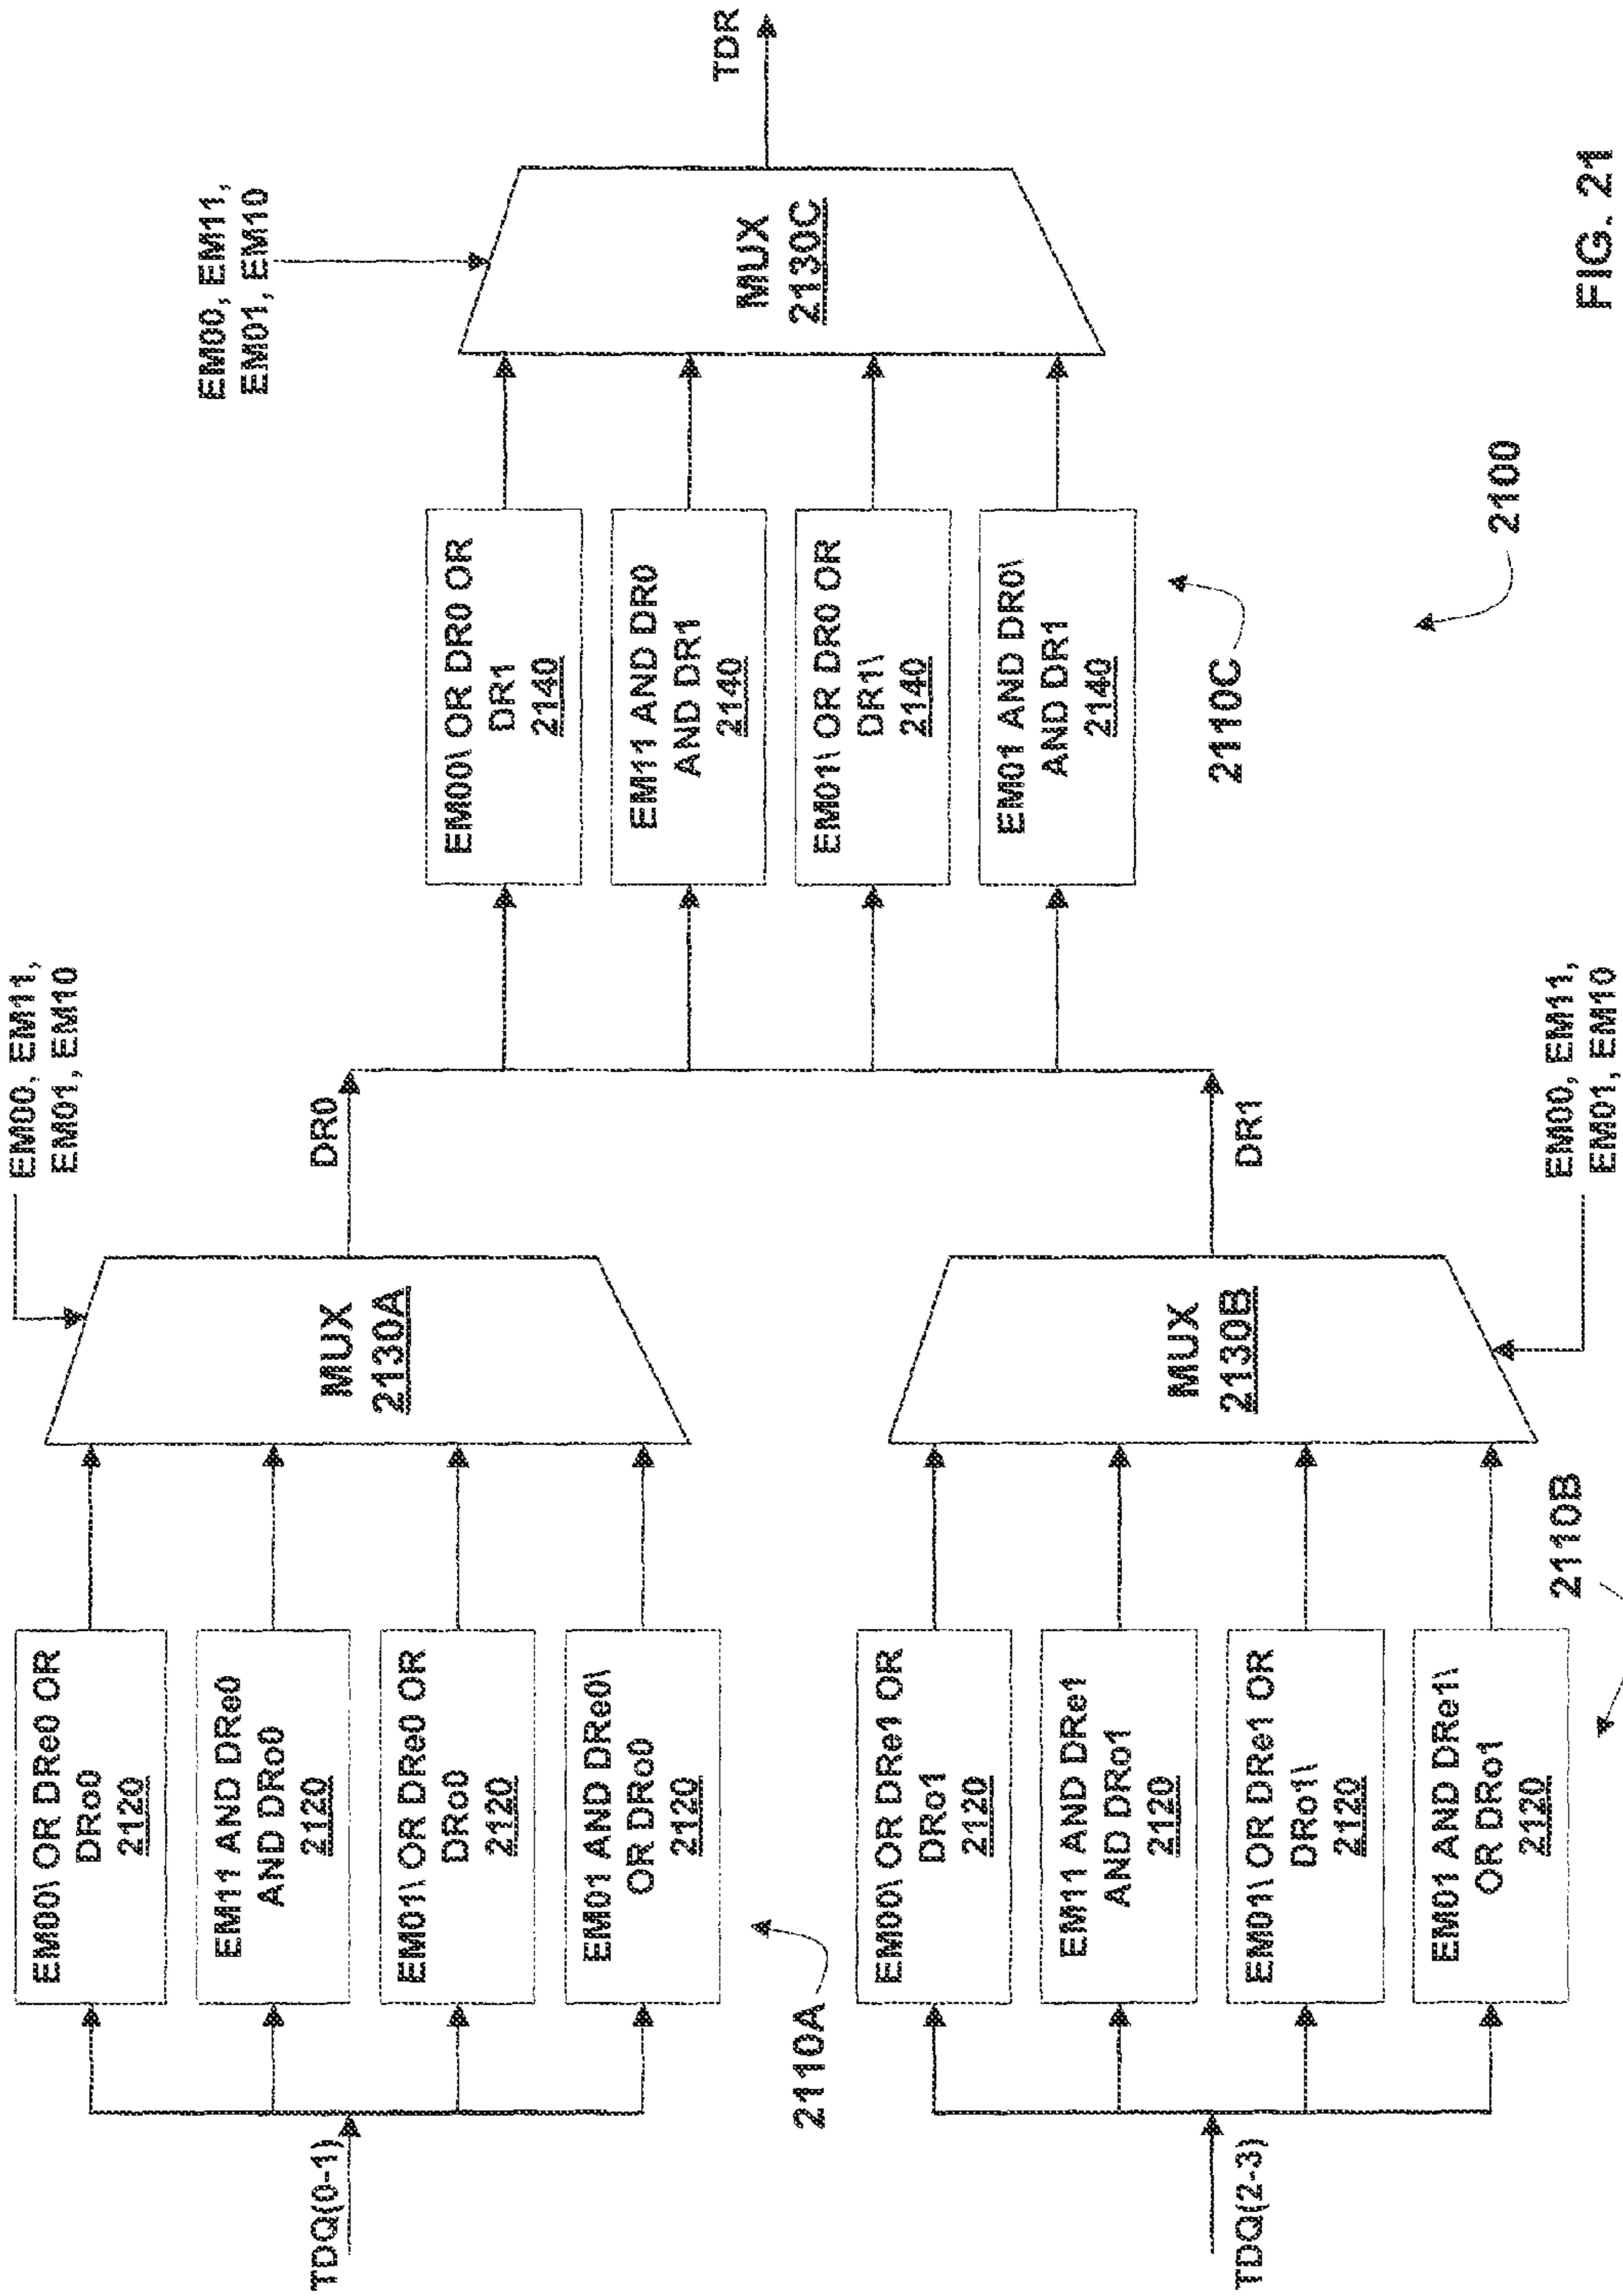 EM00, EM11,
EM01, EM10
EM00\ OR DRe0 OR
DRo0
2120
EM11 AND DRe0
AND DRo0
2120
EM01\ OR DRe0 OR
DRo0
2120
EM01 AND DRe0\
OR DRo0
2120
TDQ(0-1)
2110A
MUX
2130A
DR0
EM00\ OR DRe1 OR
DRo1
2120
EM11 AND DRe1
AND DRo1
2120
EM01\ OR DRe1 OR
DRo1\
2120
EM01 AND DRe1\
OR DRo1
2120
TDQ(2-3)
2110B
MUX
2130B
DR1
EM00, EM11,
EM01, EM10
EM00\ OR DR0 OR
DR1
2140
EM11 AND DR0
AND DR1
2140
EM01\ OR DR0 OR
DR1\
2140
EM01 AND DR0\
AND DR1
2140
2110C
EM00, EM11,
EM01, EM10
MUX
2130C
TDR
2100
FIG. 21